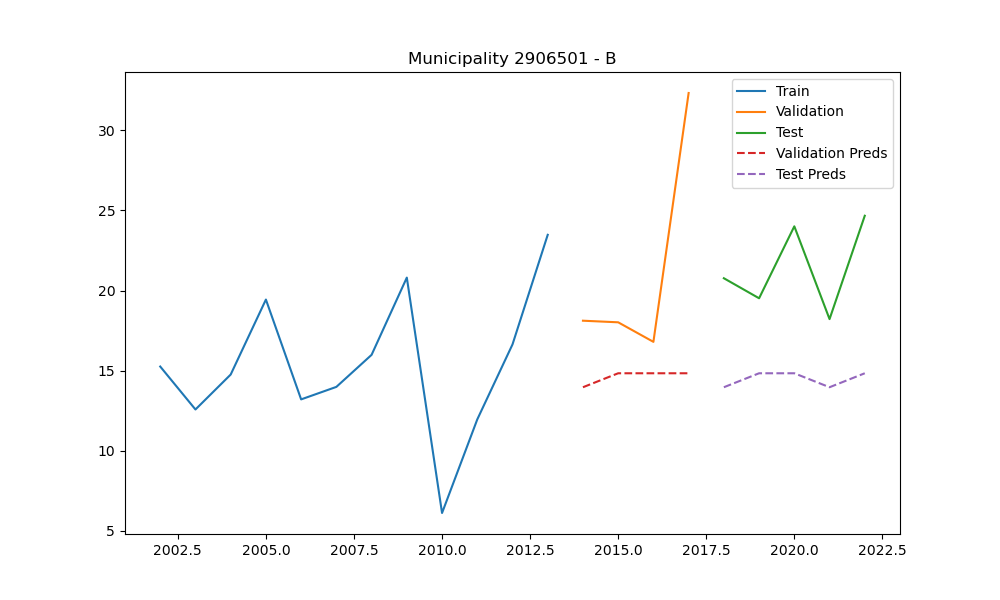 Municipality 2906501 - B
Train
Validation
Test
Validation Preds
Test Preds
30
25
20
15
10
5
2002.5 2005.0 2007.5 2010.0 2012.5 2015.0 2017.5 2020.0 2022.5